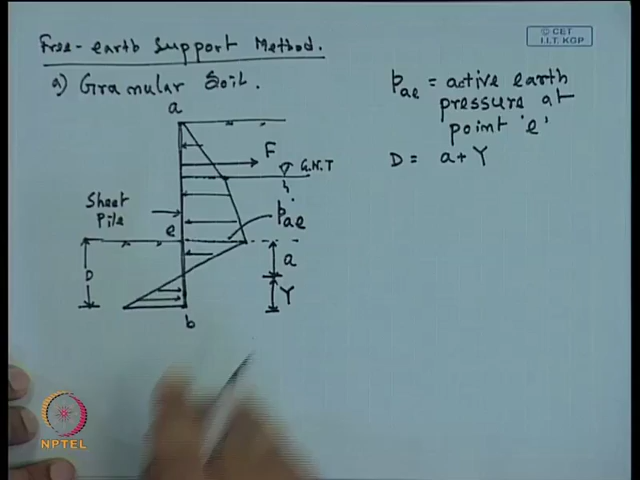 © CET
I.I.T. KGP
Free-earth Support Method.
a) Granular Soil.
a
F
G.W.T
Sheet
Pile
e
Pae
D
a
Y
b
Pae = active earth
pressure at
point 'e'
D = a + Y
NPTEL